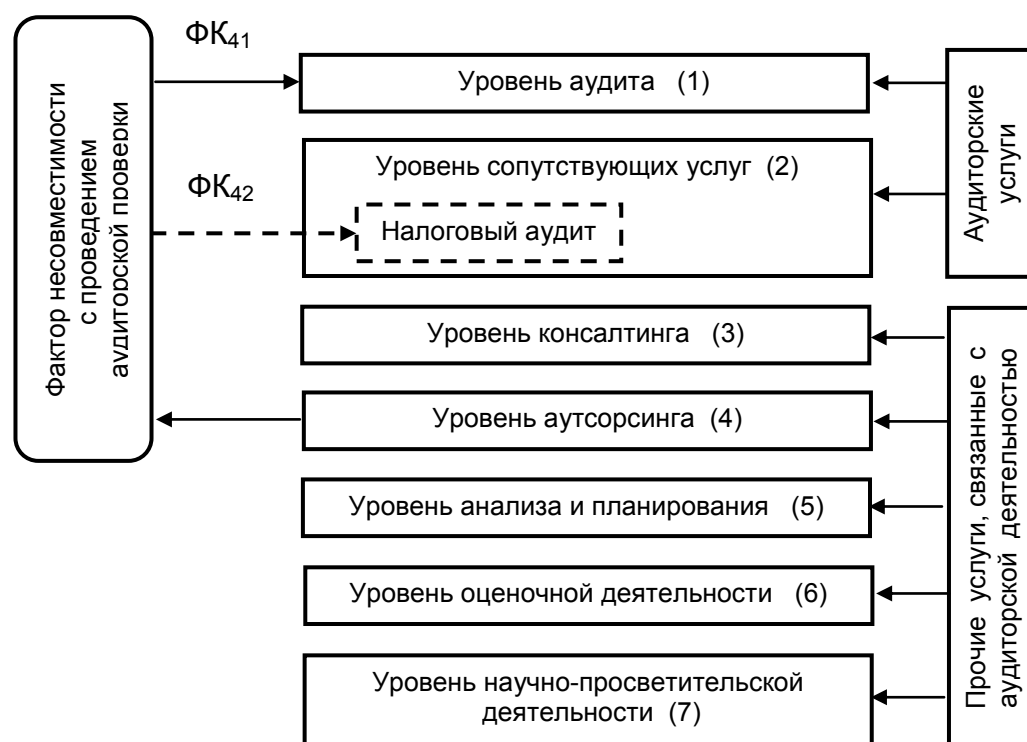 Фактор несовместимости
с проведением
аудиторской проверки
ФК41
ФК42
Уровень аудита (1)
Уровень сопутствующих услуг (2)
Налоговый аудит
Уровень консалтинга (3)
Уровень аутсорсинга (4)
Уровень анализа и планирования (5)
Уровень оценочной деятельности (6)
Уровень научно-просветительской
деятельности (7)
Аудиторские
услуги
Прочие услуги, связанные с
аудиторской деятельностью